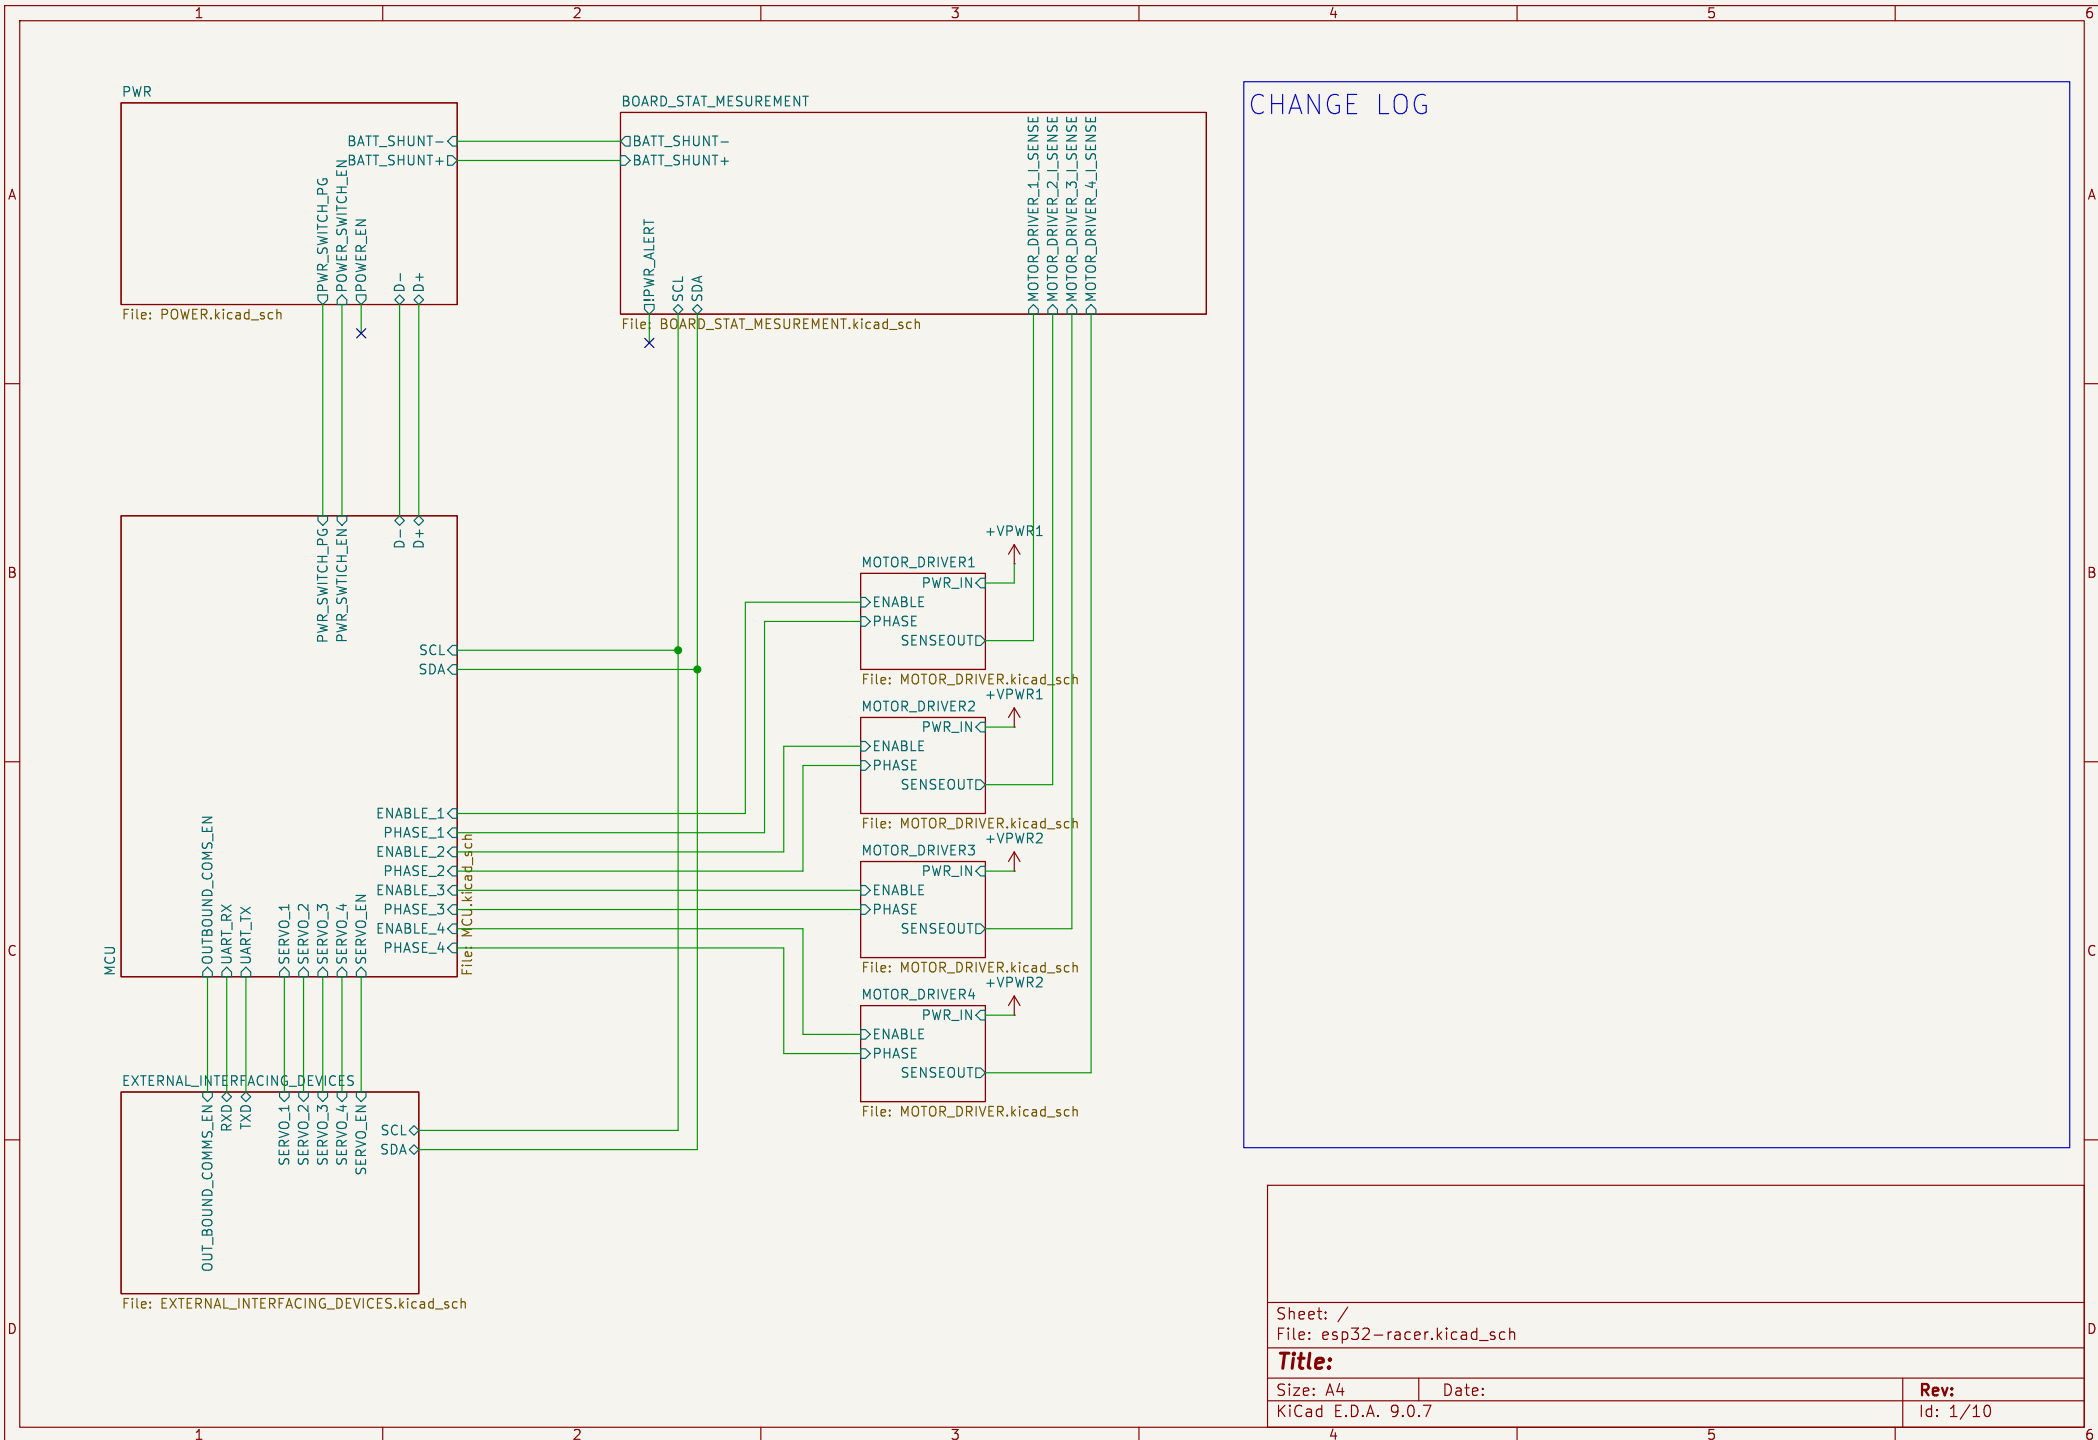 1 2 3 4 5 6
A
B
C
D
A
B
C
D
PWR
BATT_SHUNT-
BATT_SHUNT+
PWR_SWITCH_PG
POWER_SWITCH_EN
POWER_EN
D-
D+
File: POWER.kicad_sch
BOARD_STAT_MESUREMENT
BATT_SHUNT-
BATT_SHUNT+
!PWR_ALERT
SCL
SDA
MOTOR_DRIVER_1_I_SENSE
MOTOR_DRIVER_2_I_SENSE
MOTOR_DRIVER_3_I_SENSE
MOTOR_DRIVER_4_I_SENSE
File: BOARD_STAT_MESUREMENT.kicad_sch
CHANGE LOG
MCU
PWR_SWITCH_PG
PWR_SWTICH_EN
D-
D+
SCL
SDA
ENABLE_1
PHASE_1
ENABLE_2
PHASE_2
ENABLE_3
PHASE_3
ENABLE_4
PHASE_4
OUTBOUND_COMS_EN
UART_RX
UART_TX
SERVO_1
SERVO_2
SERVO_3
SERVO_4
SERVO_EN
File: MCU.kicad_sch
+VPWR1
MOTOR_DRIVER1
PWR_IN
ENABLE
PHASE
SENSEOUT
File: MOTOR_DRIVER.kicad_sch
+VPWR1
MOTOR_DRIVER2
PWR_IN
ENABLE
PHASE
SENSEOUT
File: MOTOR_DRIVER.kicad_sch
+VPWR2
MOTOR_DRIVER3
PWR_IN
ENABLE
PHASE
SENSEOUT
File: MOTOR_DRIVER.kicad_sch
+VPWR2
MOTOR_DRIVER4
PWR_IN
ENABLE
PHASE
SENSEOUT
File: MOTOR_DRIVER.kicad_sch
EXTERNAL_INTERFACING_DEVICES
OUT_BOUND_COMMS_EN
RXD
TXD
SERVO_1
SERVO_2
SERVO_3
SERVO_4
SERVO_EN
SCL
SDA
File: EXTERNAL_INTERFACING_DEVICES.kicad_sch
Sheet: /
File: esp32-racer.kicad_sch
Title:
Size: A4 Date: Rev:
KiCad E.D.A. 9.0.7 Id: 1/10
1 2 3 4 5 6